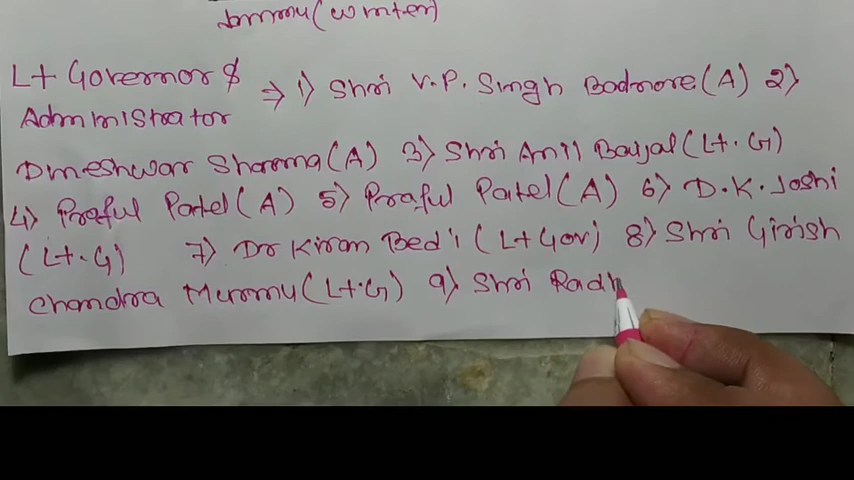 Jammu(winter)
Lt Governor &
Administrator
⇒ 1) Shri V.P. Singh Badnore(A) 2)
Dineshwar Sharma(A) 3) Shri Anil Baijal(Lt.G)
4) Praful Patel(A) 5) Praful Patel(A) 6) D.K. Joshi
(Lt.G) 7) Dr Kiran Bedi (Lt Gov) 8) Shri Girish
Chandra Murmu(Lt.G) 9) Shri Radh